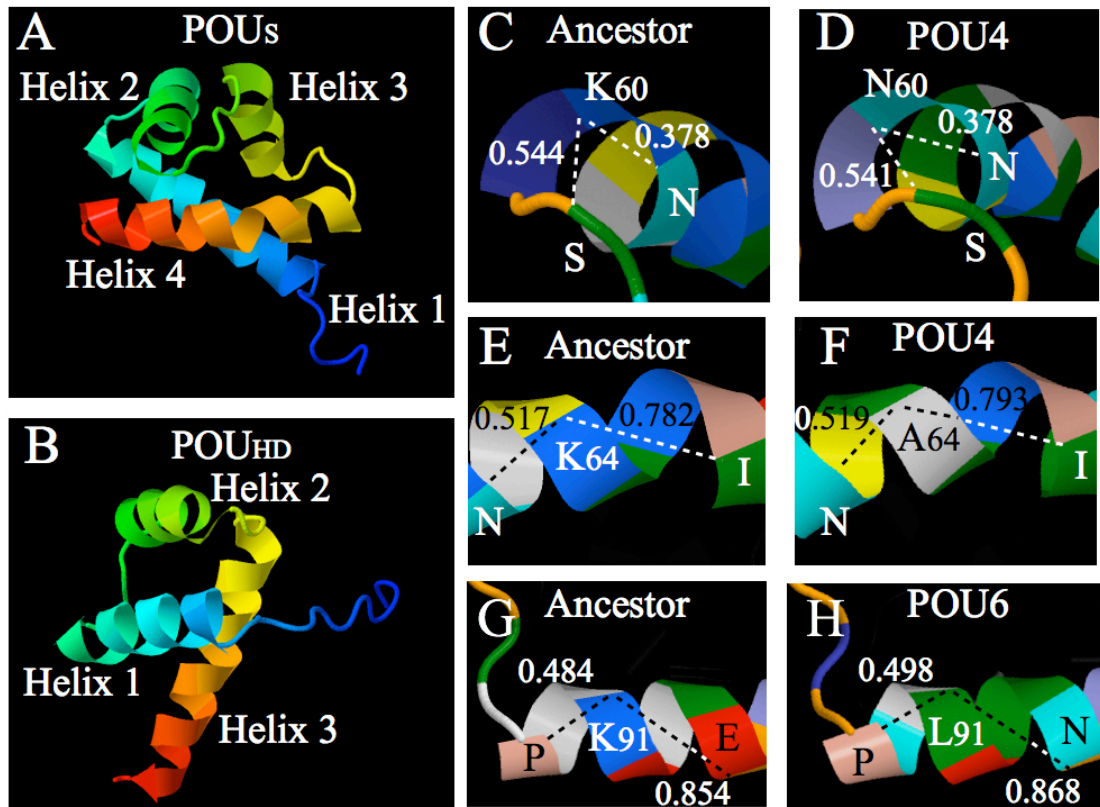 A
POUs
Helix 2
Helix 3
Helix 4
Helix 1
B
POUHD
Helix 2
Helix 1
Helix 3
C
Ancestor
K60
0.544
0.378
N
S
D
POU4
N60
0.378
0.541
N
S
E
Ancestor
0.517
0.782
K64
N
I
F
POU4
0.519
0.793
A64
N
I
G
Ancestor
0.484
P
K91
E
0.854
H
POU6
0.498
P
L91
N
0.868